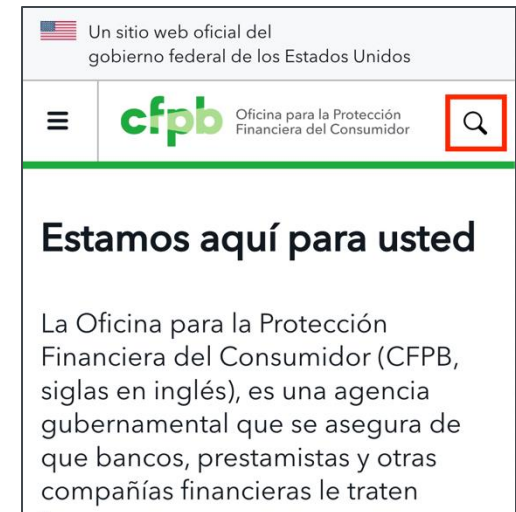 Un sitio web oficial del
gobierno federal de los Estados Unidos
cfpb
Oficina para la Protección
Financiera del Consumidor
Estamos aquí para usted
La Oficina para la Protección
Financiera del Consumidor (CFPB,
siglas en inglés), es una agencia
gubernamental que se asegura de
que bancos, prestamistas y otras
compañías financieras le traten